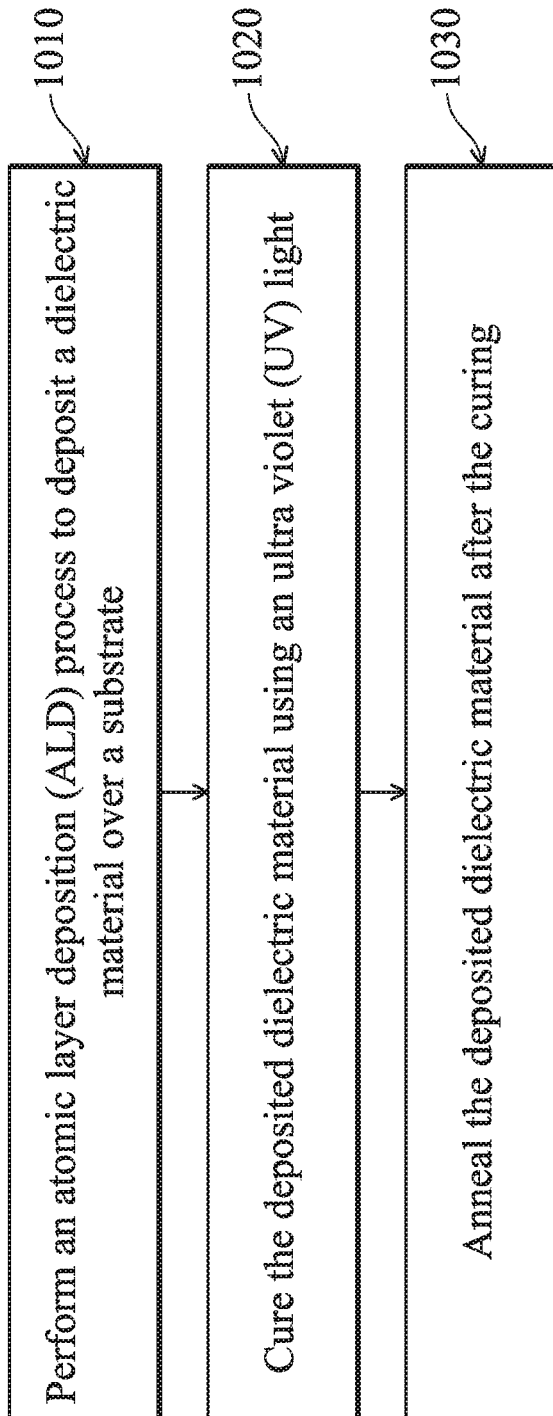 Perform an atomic layer deposition (ALD) process to deposit a dielectric
material over a substrate
1010
Cure the deposited dielectric material using an ultra violet (UV) light
1020
Anneal the deposited dielectric material after the curing
1030